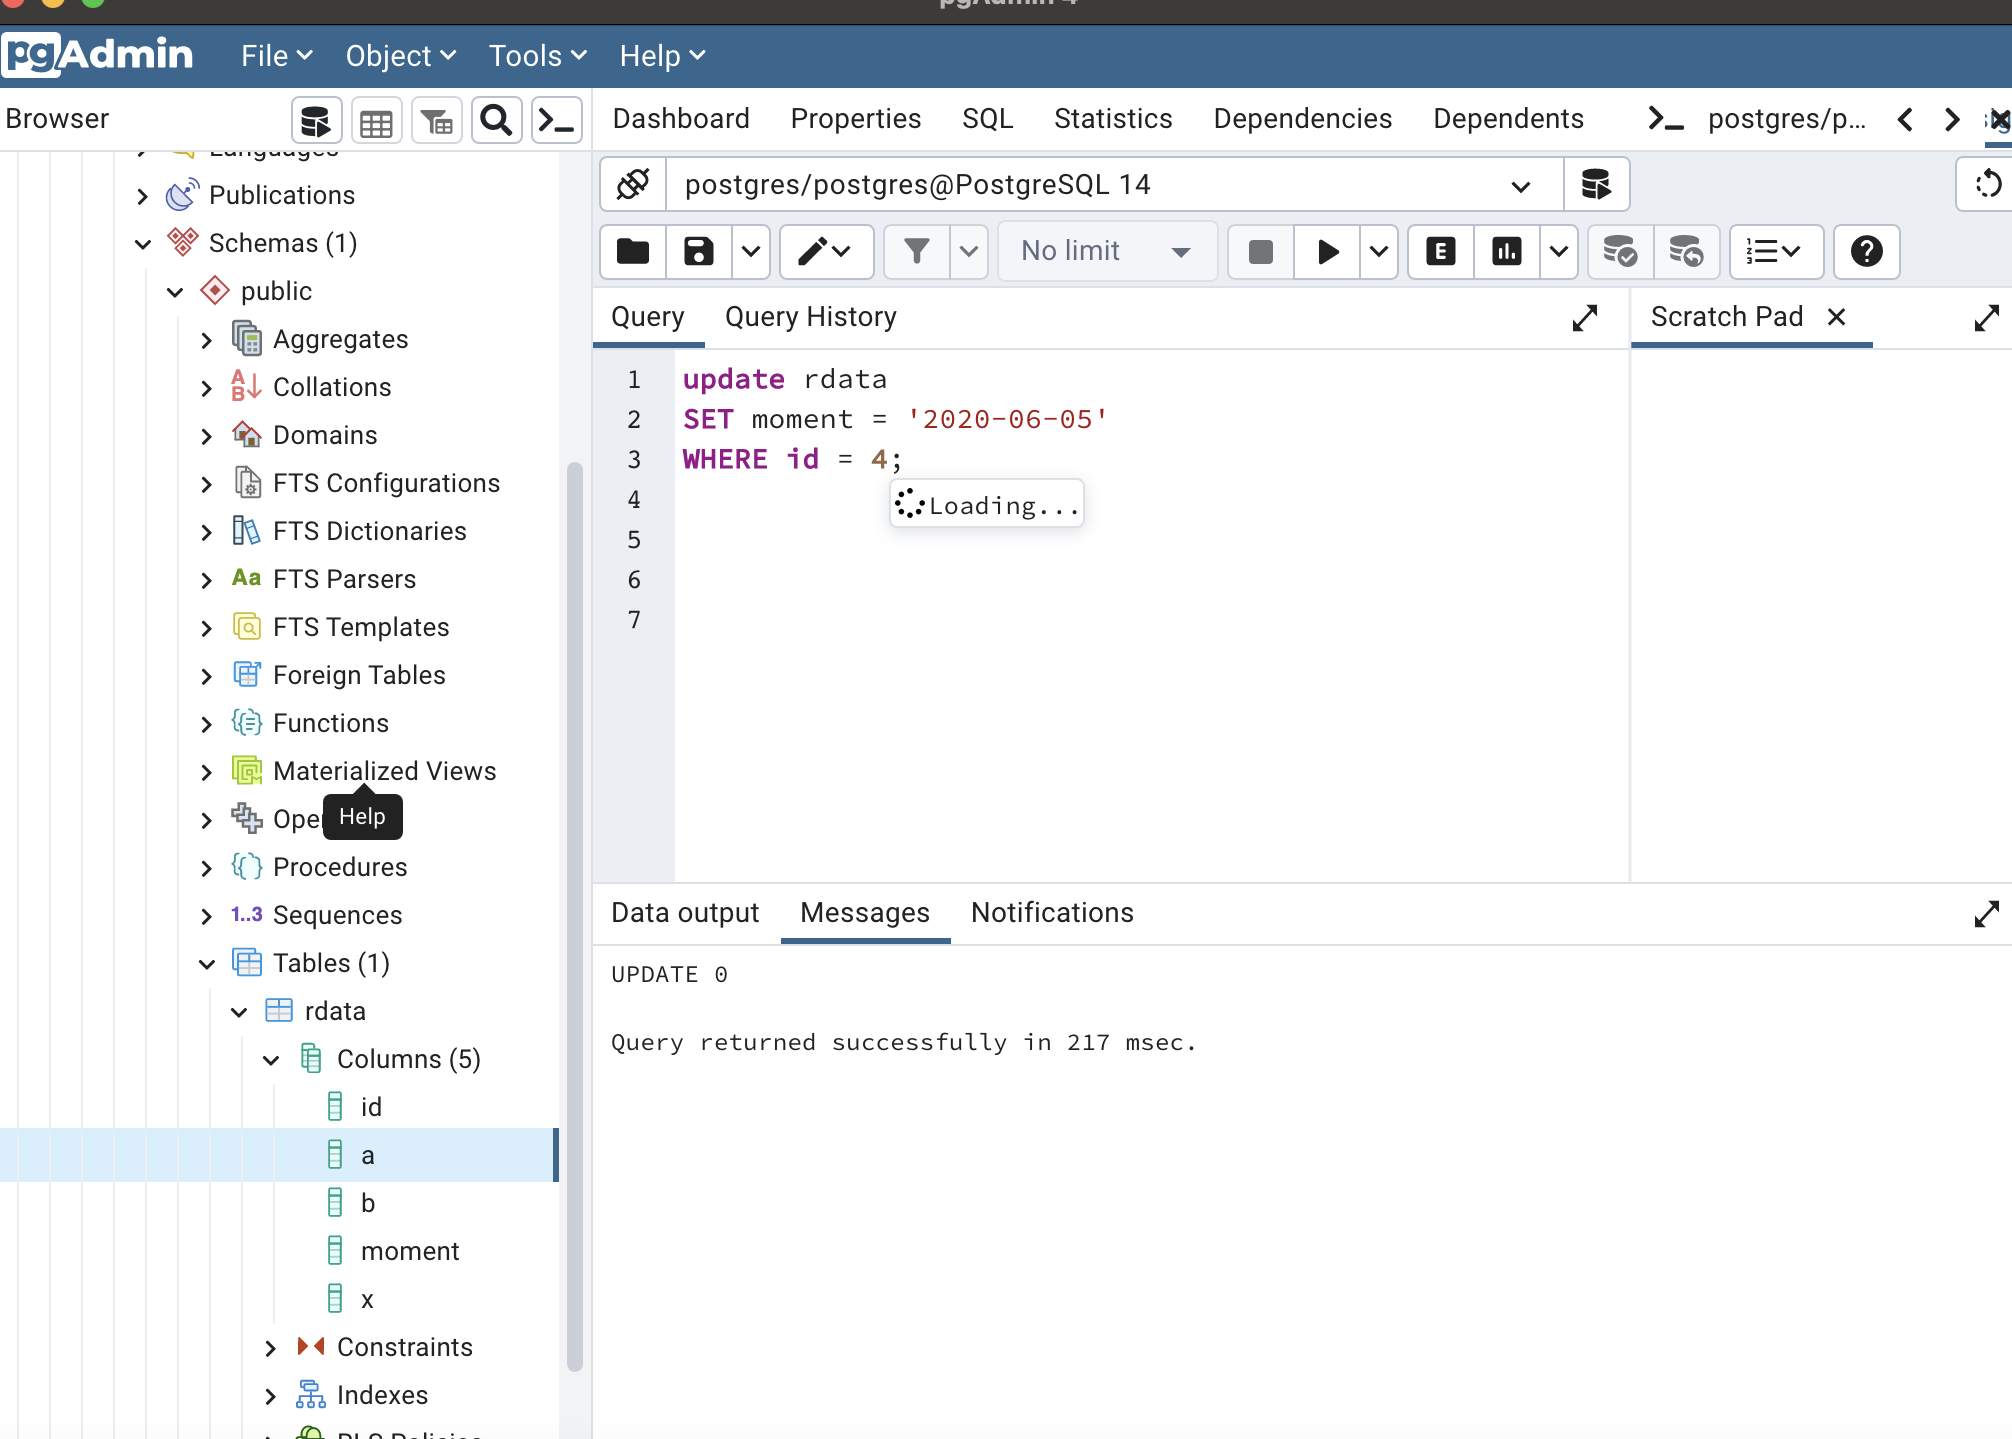 pgAdmin 4
pgAdmin File Object Tools Help
Browser
Dashboard Properties SQL Statistics Dependencies Dependents postgres/p...
Languages
Publications
Schemas (1)
public
Aggregates
Collations
Domains
FTS Configurations
FTS Dictionaries
Aa FTS Parsers
FTS Templates
Foreign Tables
Functions
Materialized Views
Help
Procedures
1..3 Sequences
Tables (1)
rdata
Columns (5)
id
a
b
moment
x
Constraints
Indexes
RLS Policies
postgres/postgres@PostgreSQL 14
No limit
E
Query Query History
Scratch Pad
1 update rdata
2 SET moment = '2020-06-05'
3 WHERE id = 4;
4
5
6
7
Loading...
Data output Messages Notifications
UPDATE 0
Query returned successfully in 217 msec.